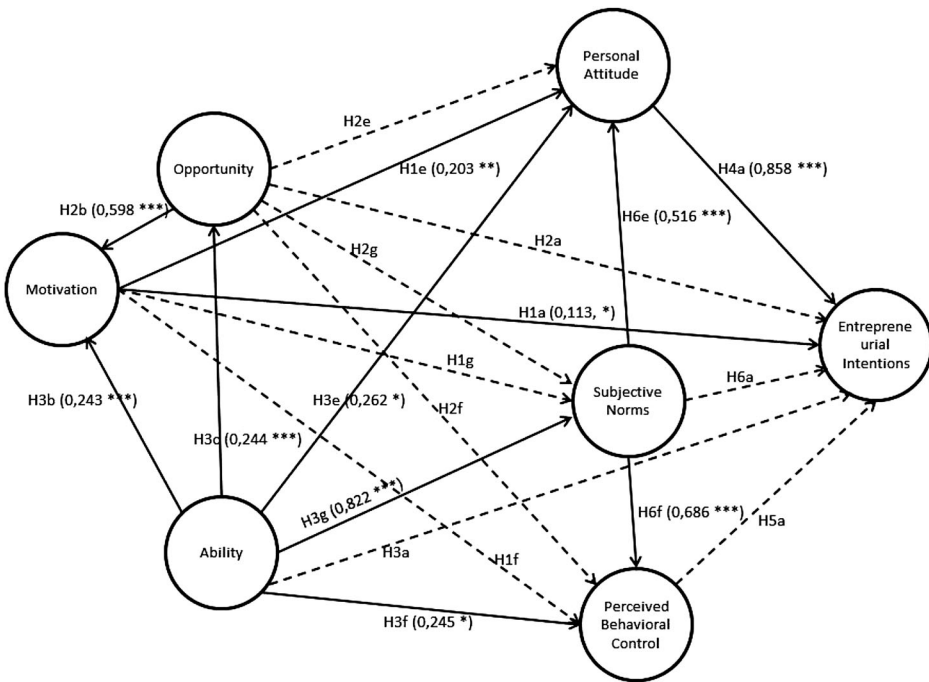 Personal
Attitude
H2e
Opportunity
H1e (0,203 **)
H4a (0,858 ***)
H2b (0,598 ***)
H6e (0,516 ***)
H2a
H2g
Motivation
H1a (0,113, *)
Entreprene
urial
Intentions
H1g
H6a
Subjective
Norms
H3b (0,243 ***)
H3e (0,262 *)
H2f
H3c (0,244 ***)
H3g (0,822 ***)
H6f (0,686 ***)
H5a
H3a
Ability
H1f
H3f (0,245 *)
Perceived
Behavioral
Control